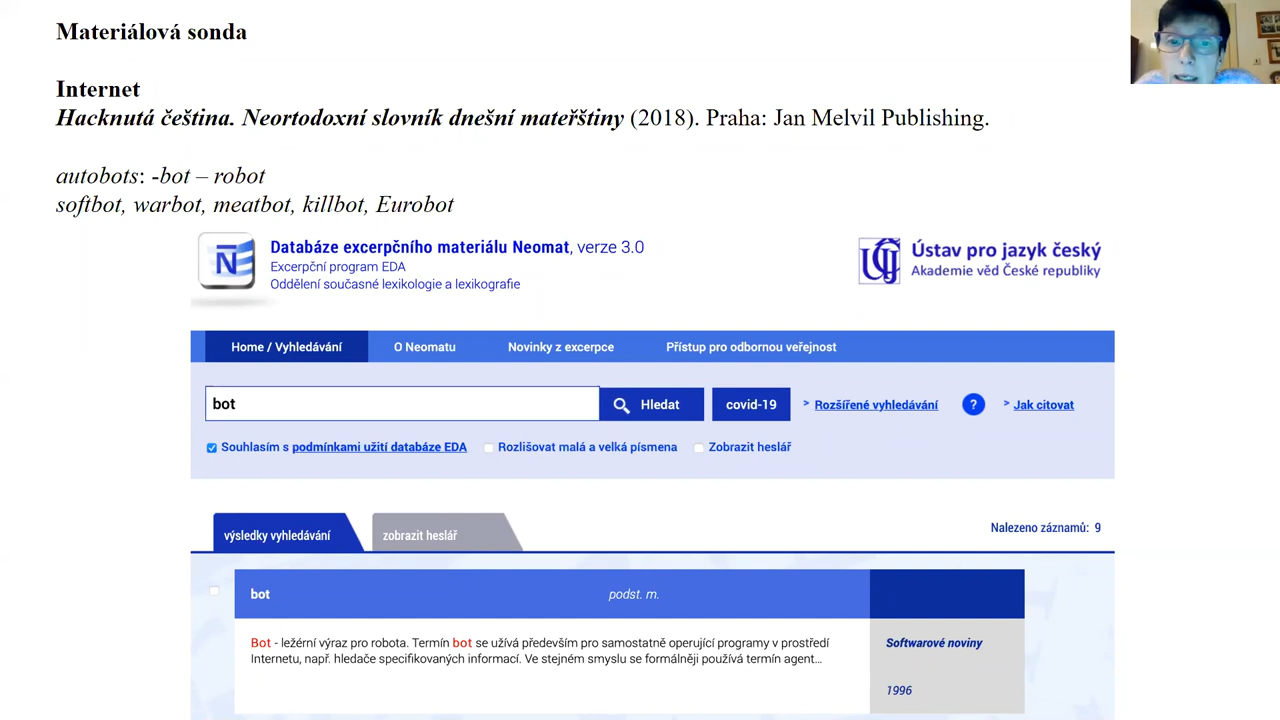 Materiálová sonda
Internet
Hacknutá čeština. Neortodoxní slovník dnešní mateřštiny (2018). Praha: Jan Melvil Publishing.
autobots: -bot – robot
softbot, warbot, meatbot, killbot, Eurobot
N
Databáze excerpčního materiálu Neomat, verze 3.0
Excerpční program EDA
Oddělení současné lexikologie a lexikografie
ÚJČ
Ústav pro jazyk český
Akademie věd České republiky
Home / Vyhledávání O Neomatu Novinky z excerpce Přístup pro odbornou veřejnost
bot Hledat covid-19 > Rozšířené vyhledávání ? > Jak citovat
Souhlasím s podmínkami užití databáze EDA Rozlišovat malá a velká písmena Zobrazit heslář
výsledky vyhledávání zobrazit heslář Nalezeno záznamů: 9
bot podst. m.
Bot - ležérní výraz pro robota. Termín bot se užívá především pro samostatně operující programy v prostředí
Internetu, např. hledače specifikovaných informací. Ve stejném smyslu se formálněji používá termín agent...
Softwarové noviny
1996